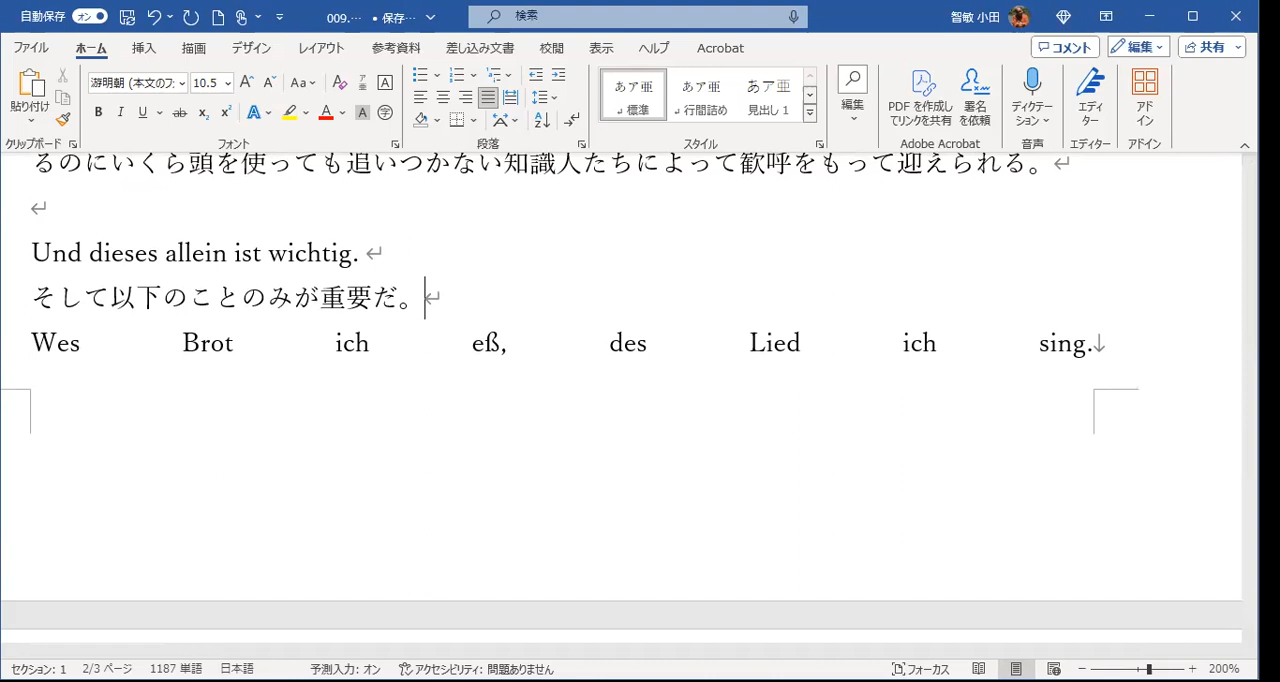 自動保存 オン 009.… • 保存… 検索 智敏 小田
ファイル ホーム 挿入 描画 デザイン レイアウト 参考資料 差し込み文書 校閲 表示 ヘルプ Acrobat コメント 編集 共有
貼り付け 游明朝 (本文のフ 10.5 A A Aa A ア亜 A
B I U ab x₂ x² A A A 字
あア亜 あア亜 あア亜
↲ 標準 ↲ 行間詰め 見出し 1
編集 PDF を作成してリンクを共有 署名を依頼 ディクテーション エディター アドイン
クリップボード フォント 段落 スタイル Adobe Acrobat 音声 エディター アドイン
るのにいくら頭を使っても追いつかない知識人たちによって歓呼をもって迎えられる。
Und dieses allein ist wichtig.
そして以下のことのみが重要だ。
Wes Brot ich eß, des Lied ich sing.
セクション: 1 2/3 ページ 1187 単語 日本語 予測入力: オン アクセシビリティ: 問題ありません フォーカス 200%